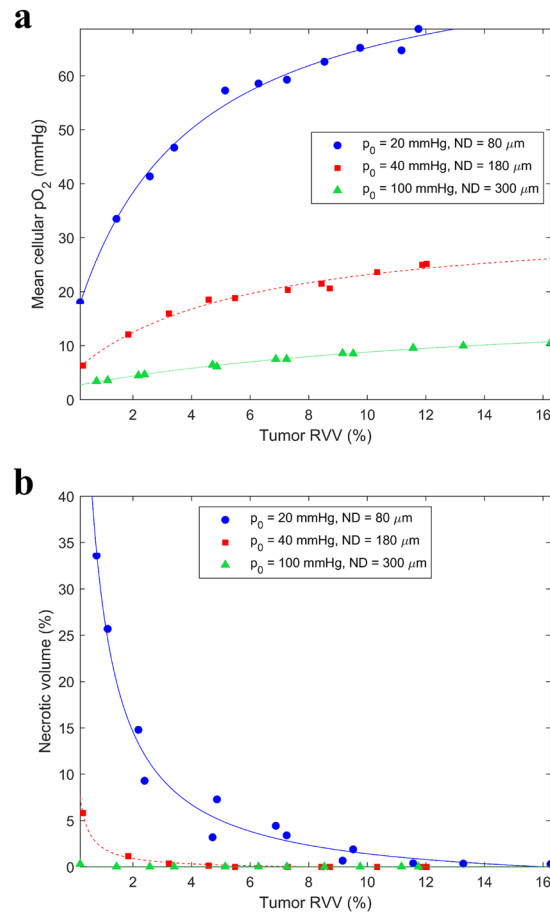 a
Mean cellular pO2 (mmHg)
60
50
40
30
20
10
0
p0 = 20 mmHg, ND = 80 μm
p0 = 40 mmHg, ND = 180 μm
p0 = 100 mmHg, ND = 300 μm
2 4 6 8 10 12 14 16
Tumor RVV (%)
b
Necrotic volume (%)
40
35
30
25
20
15
10
5
0
p0 = 20 mmHg, ND = 80 μm
p0 = 40 mmHg, ND = 180 μm
p0 = 100 mmHg, ND = 300 μm
2 4 6 8 10 12 14 16
Tumor RVV (%)